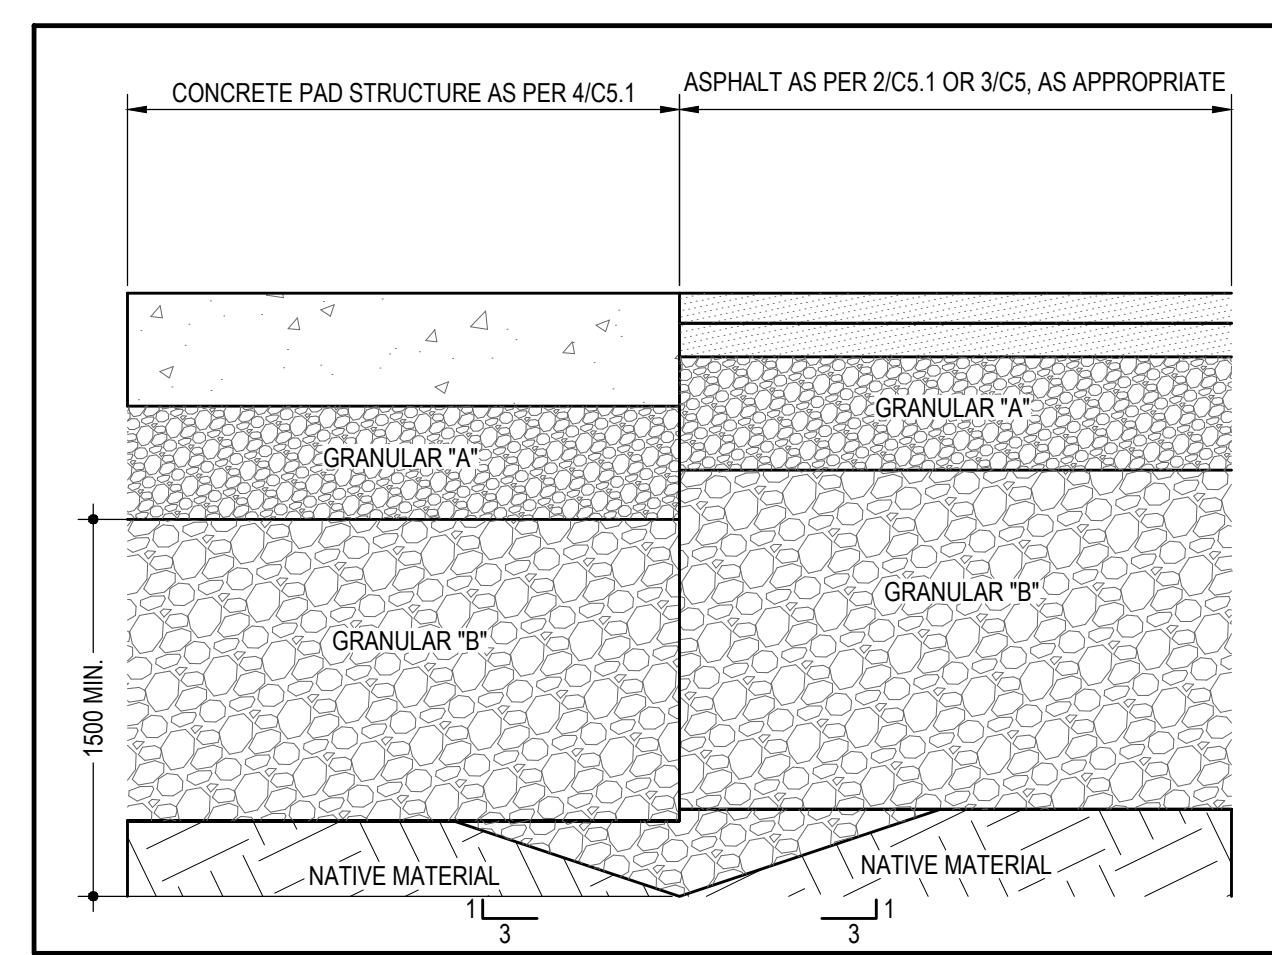 CONCRETE PAD STRUCTURE AS PER 4/C5.1
ASPHALT AS PER 2/C5.1 OR 3/C5, AS APPROPRIATE
GRANULAR "A"
GRANULAR "A"
GRANULAR "B"
GRANULAR "B"
1500 MIN.
NATIVE MATERIAL
NATIVE MATERIAL
1
3
1
3